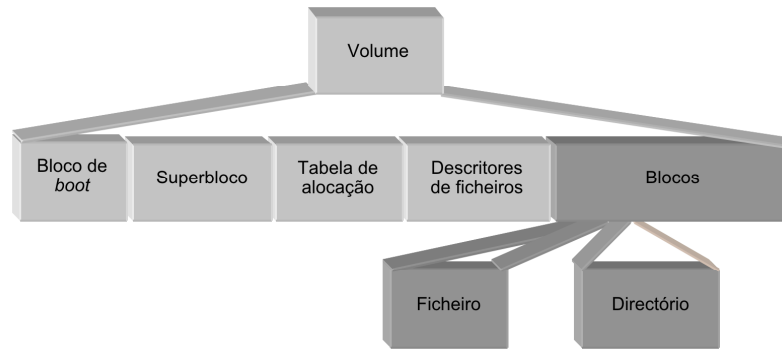 Volume
Bloco de
boot
Superbloco
Tabela de
alocação
Descritores
de ficheiros
Blocos
Ficheiro
Directório